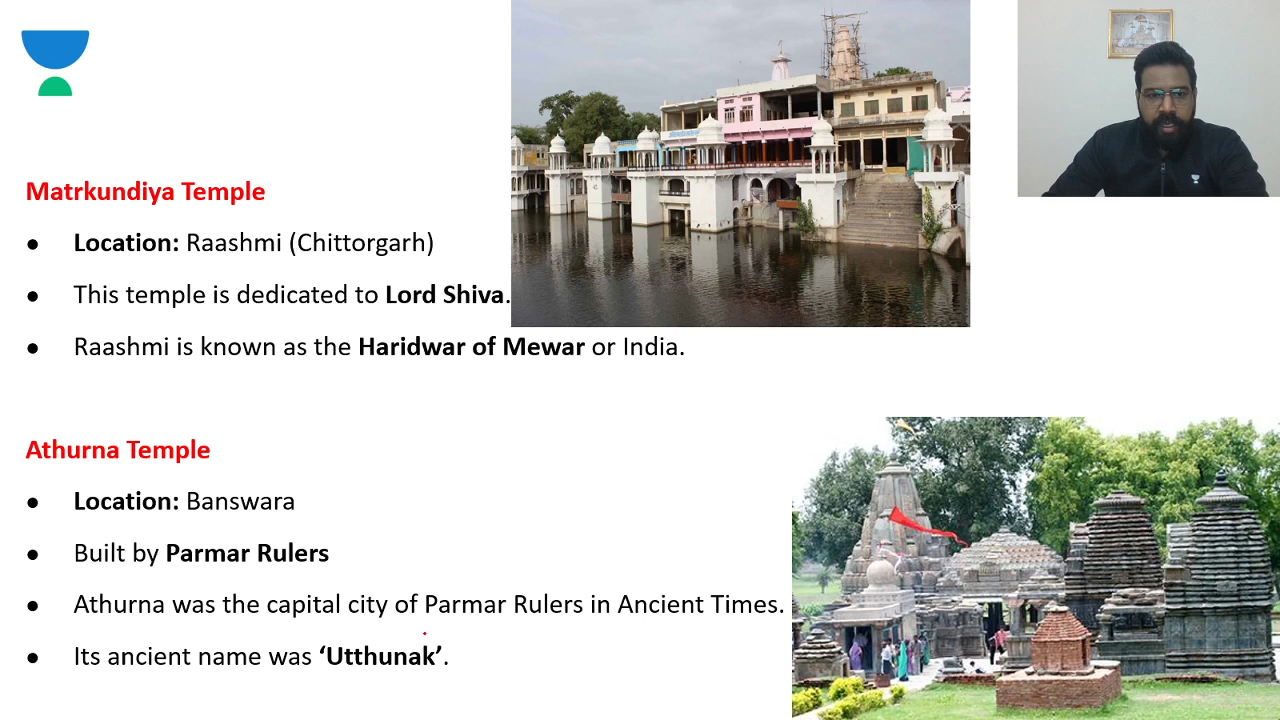 Matrkundiya Temple
● Location: Raashmi (Chittorgarh)
● This temple is dedicated to Lord Shiva.
● Raashmi is known as the Haridwar of Mewar or India.
Athurna Temple
● Location: Banswara
● Built by Parmar Rulers
● Athurna was the capital city of Parmar Rulers in Ancient Times.
● Its ancient name was ‘Utthunak’.